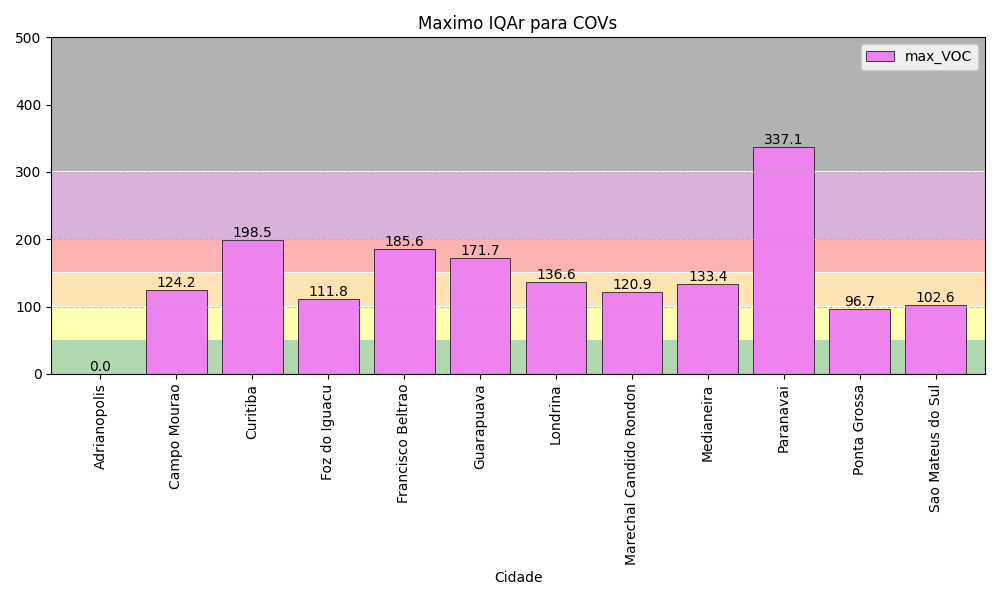 Maximo IQAr para COVs
max_VOC
500
400
300
200
100
0
0.0
124.2
198.5
111.8
185.6
171.7
136.6
120.9
133.4
337.1
96.7
102.6
Adrianopolis
Campo Mourao
Curitiba
Foz do Iguacu
Francisco Beltrao
Guarapuava
Londrina
Marechal Candido Rondon
Medianeira
Paranavai
Ponta Grossa
Sao Mateus do Sul
Cidade